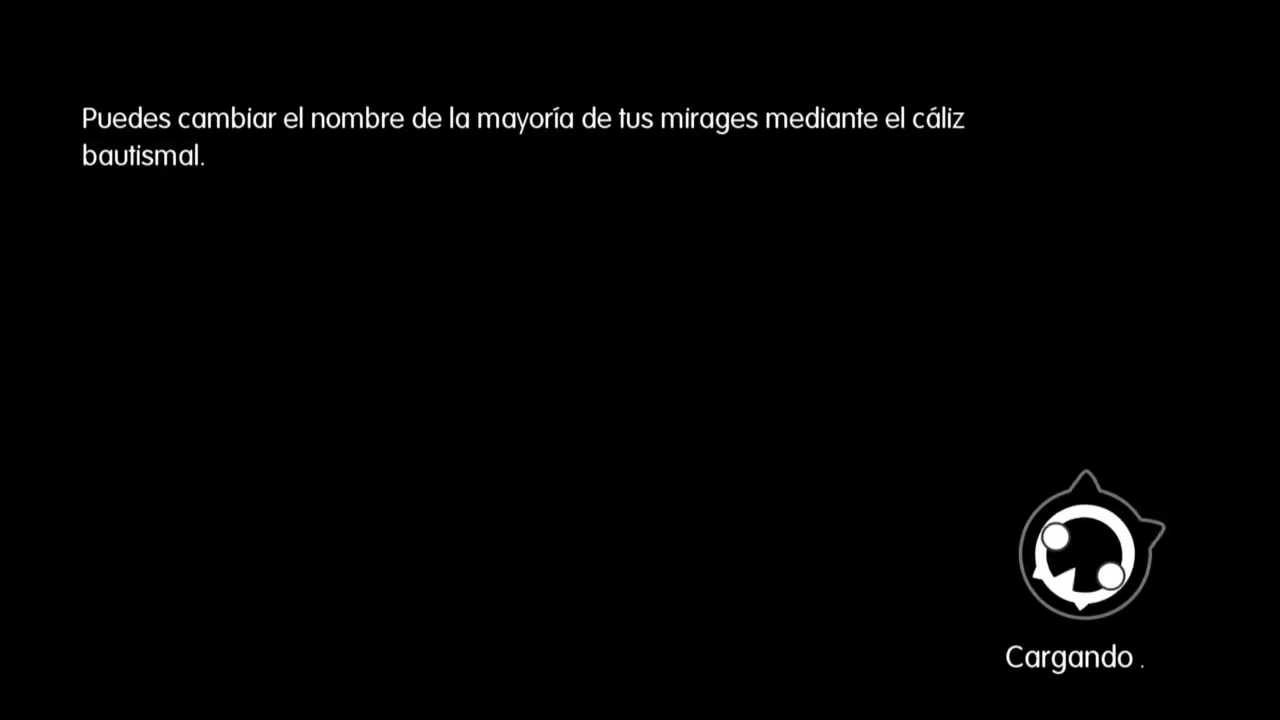 Puedes cambiar el nombre de la mayoría de tus mirages mediante el cáliz
bautismal.
Cargando .